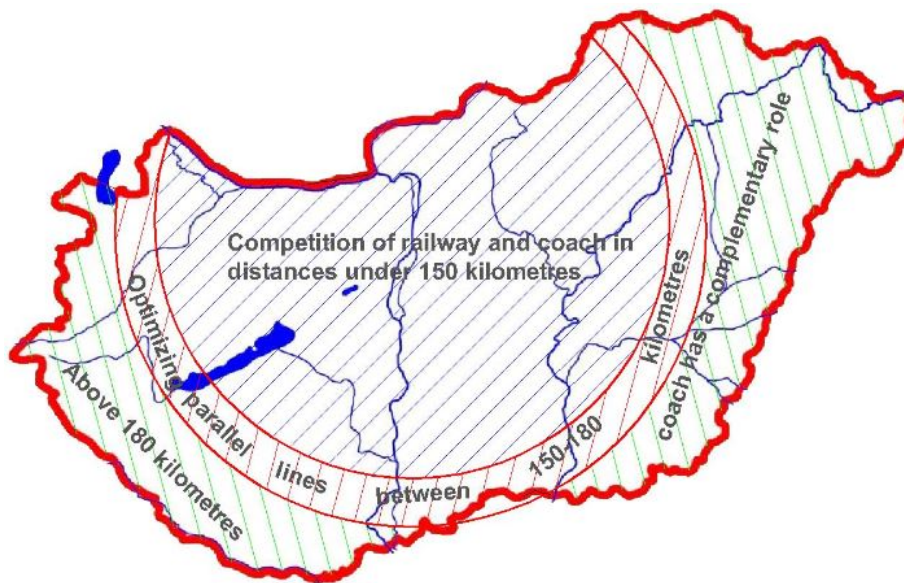 Competition of railway and coach in
distances under 150 kilometres
Optimizing parallel lines between 150-180 kilometres
Above 180 kilometres coach has a complementary role